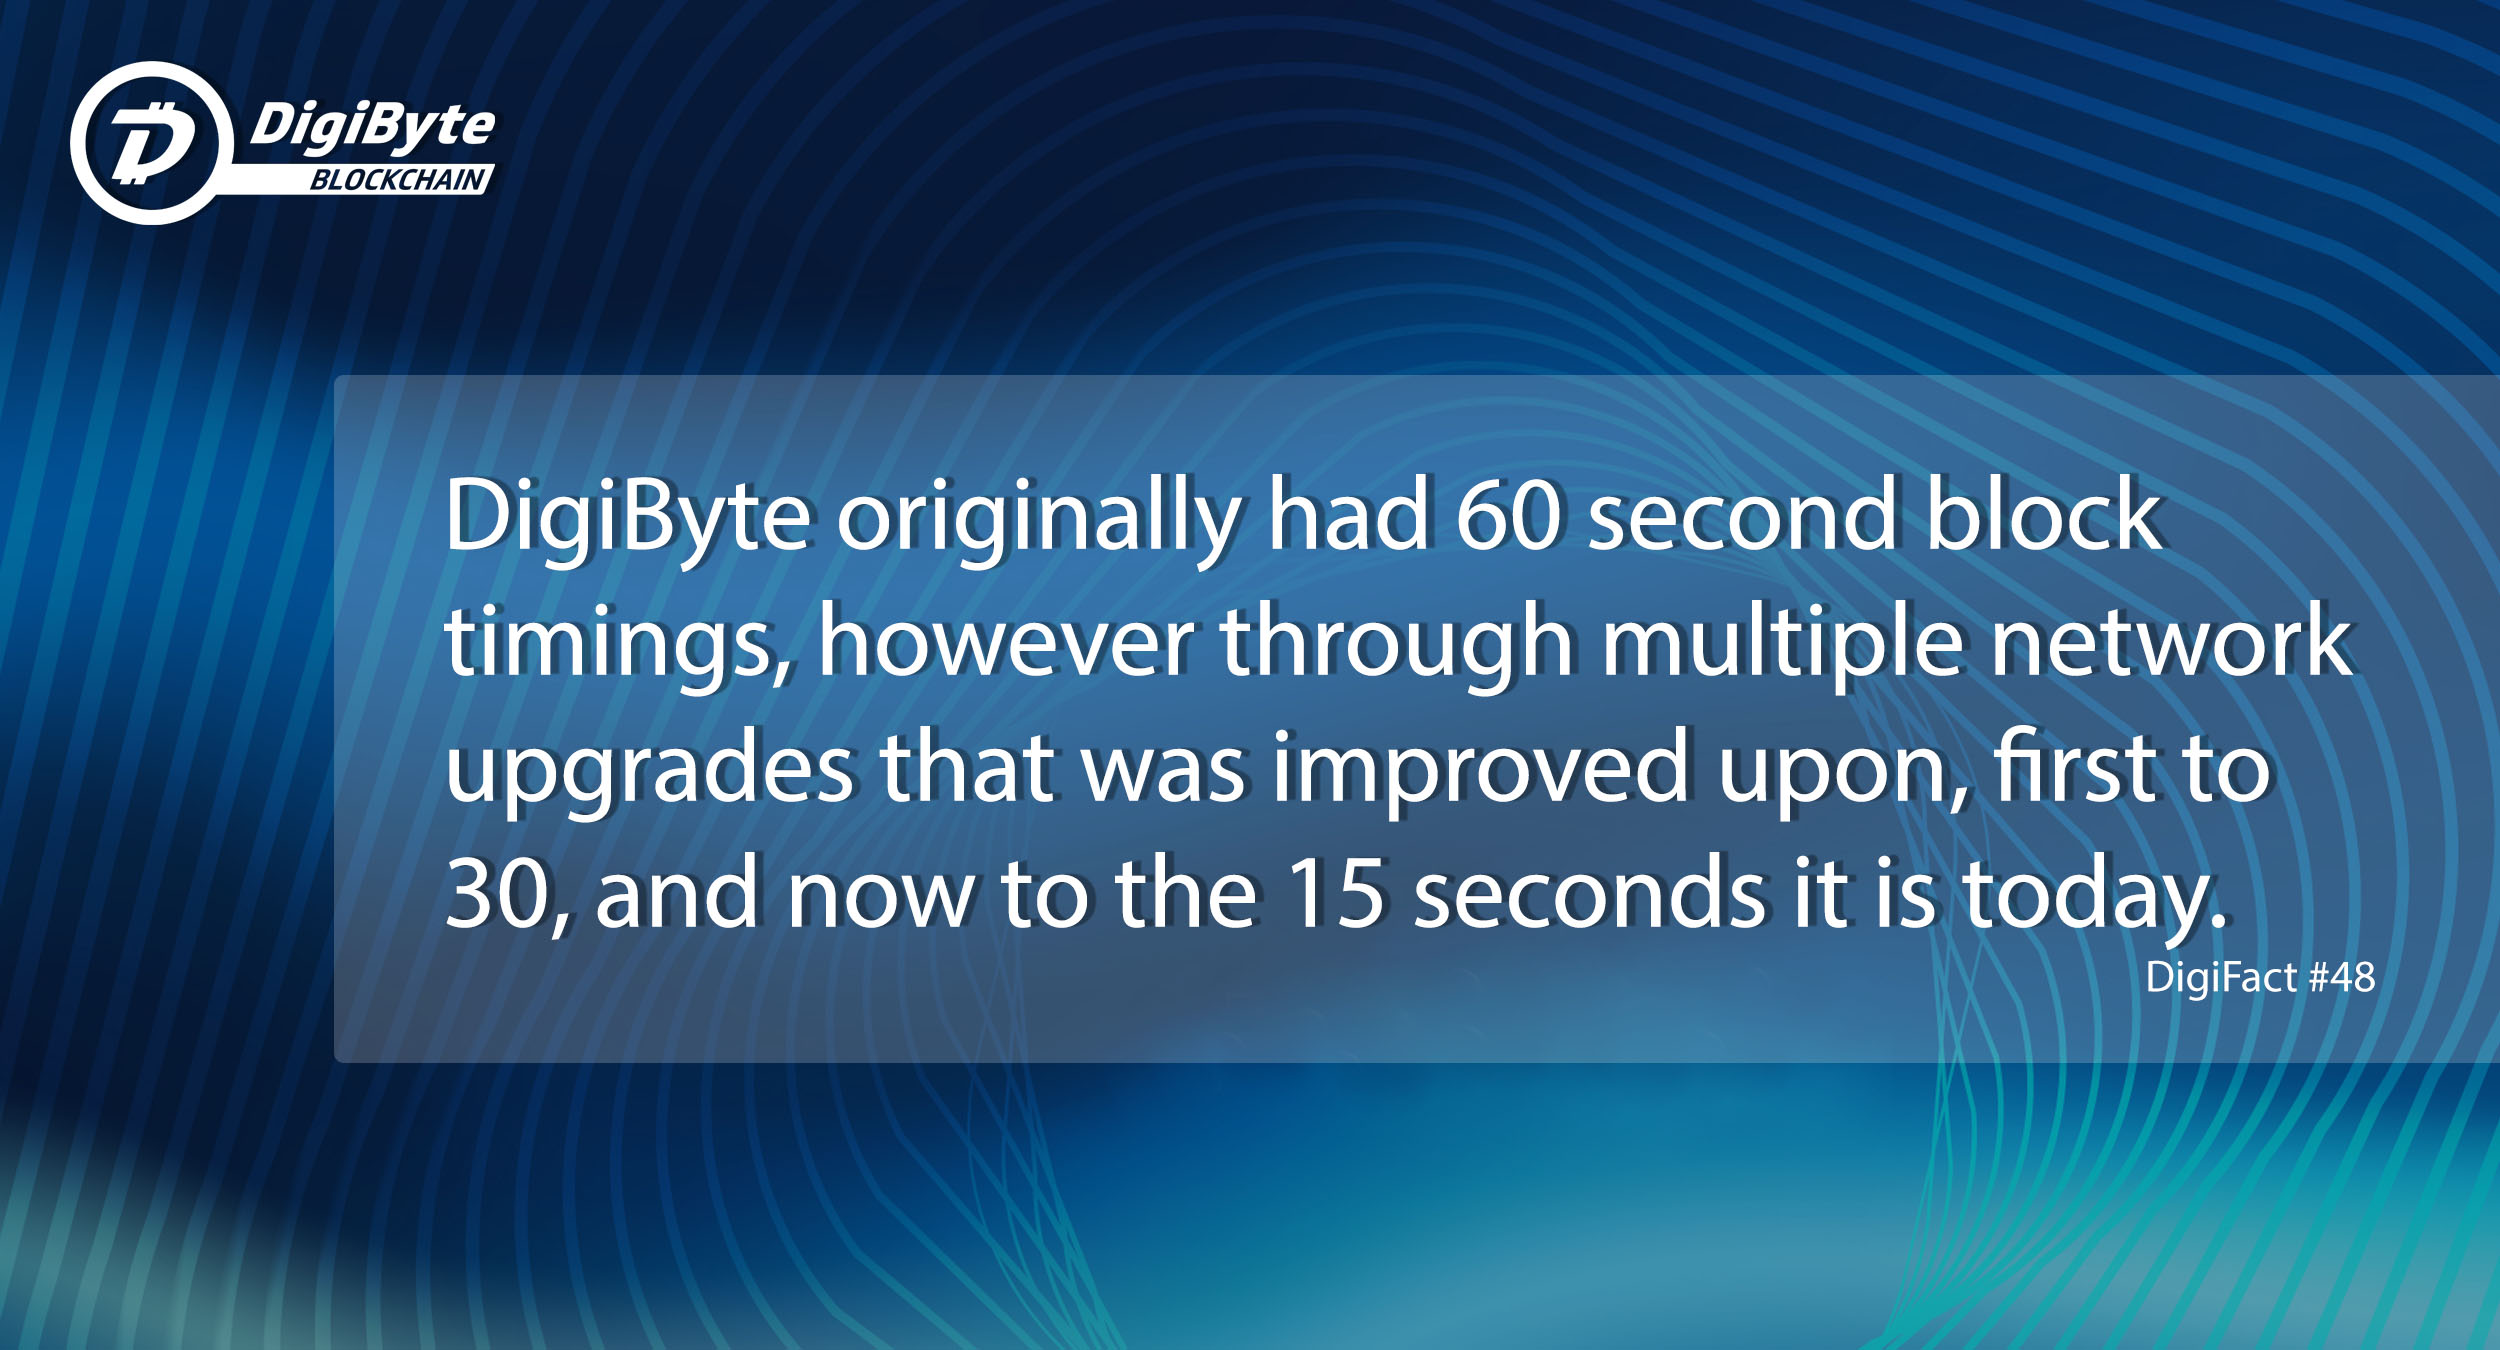 DigiByte
BLOCKCHAIN
DigiByte originally had 60 second block
timings, however through multiple network
upgrades that was improved upon, first to
30, and now to the 15 seconds it is today.
DigiFact #48